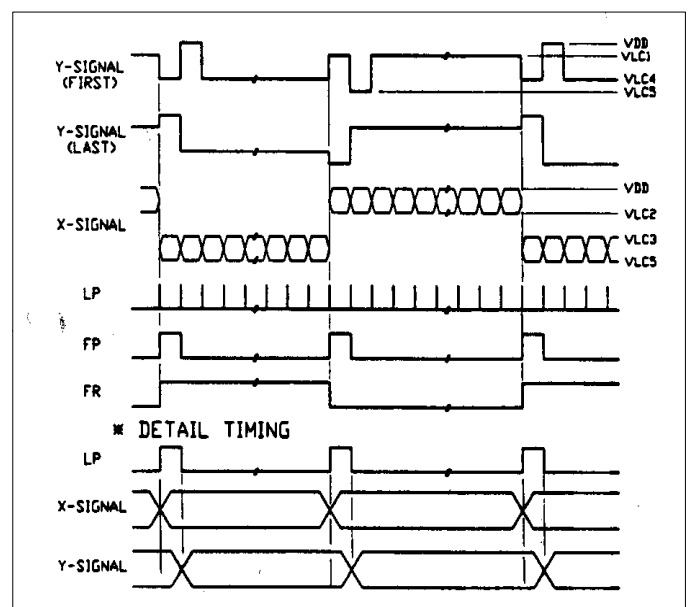 Y-SIGNAL
(FIRST)
VDD
VLC1
VLC4
VLC5
Y-SIGNAL
(LAST)
X-SIGNAL
VDD
VLC2
VLC3
VLC5
LP
FP
FR
※ DETAIL TIMING
LP
X-SIGNAL
Y-SIGNAL